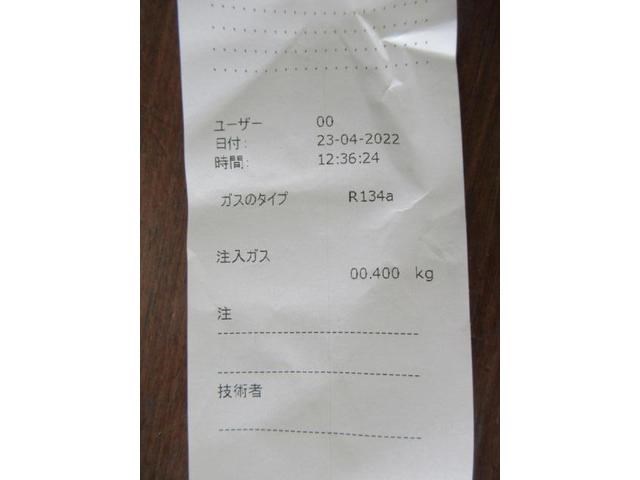 ユーザー 00
日付: 23-04-2022
時間: 12:36:24
ガスのタイプ R134a
注入ガス
00.400 kg
注
技術者